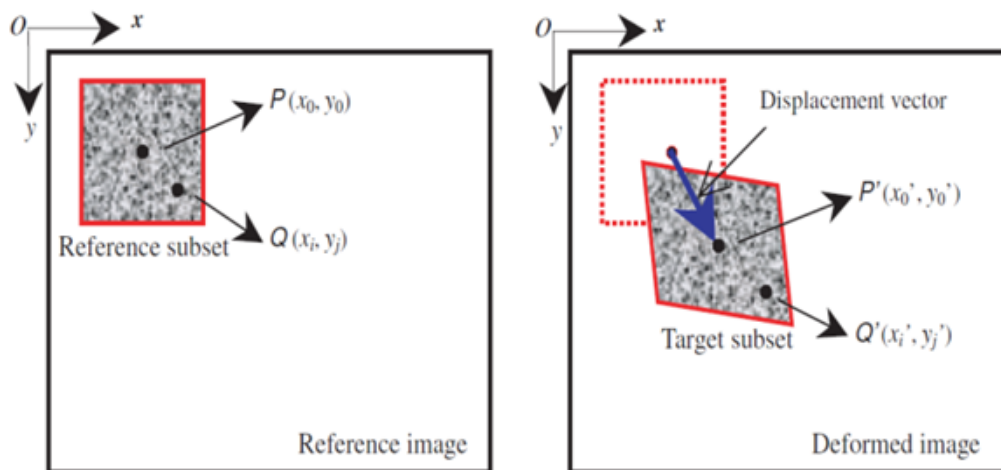 O x
y
P(x₀, y₀)
Q(xᵢ, yⱼ)
Reference subset
Reference image
O x
y
Displacement vector
P'(x₀', y₀')
Q'(xᵢ', yⱼ')
Target subset
Deformed image